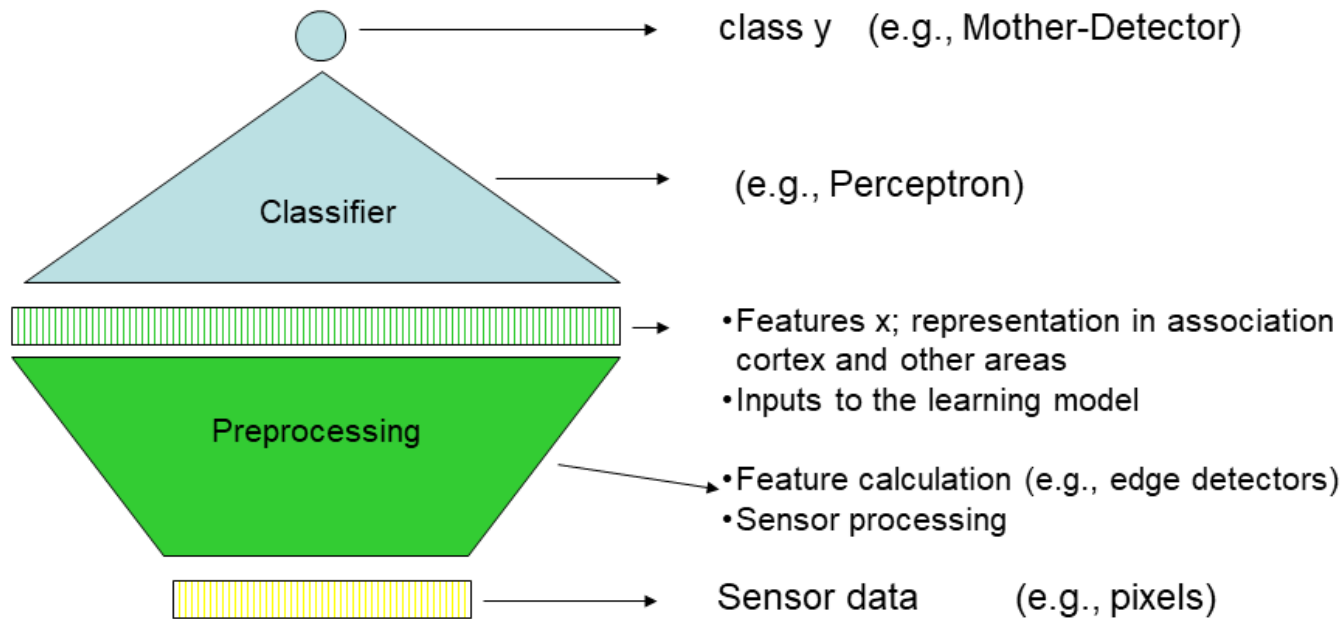 class y (e.g., Mother-Detector)
(e.g., Perceptron)
Classifier
•Features x; representation in association
cortex and other areas
•Inputs to the learning model
Preprocessing
•Feature calculation (e.g., edge detectors)
•Sensor processing
Sensor data (e.g., pixels)